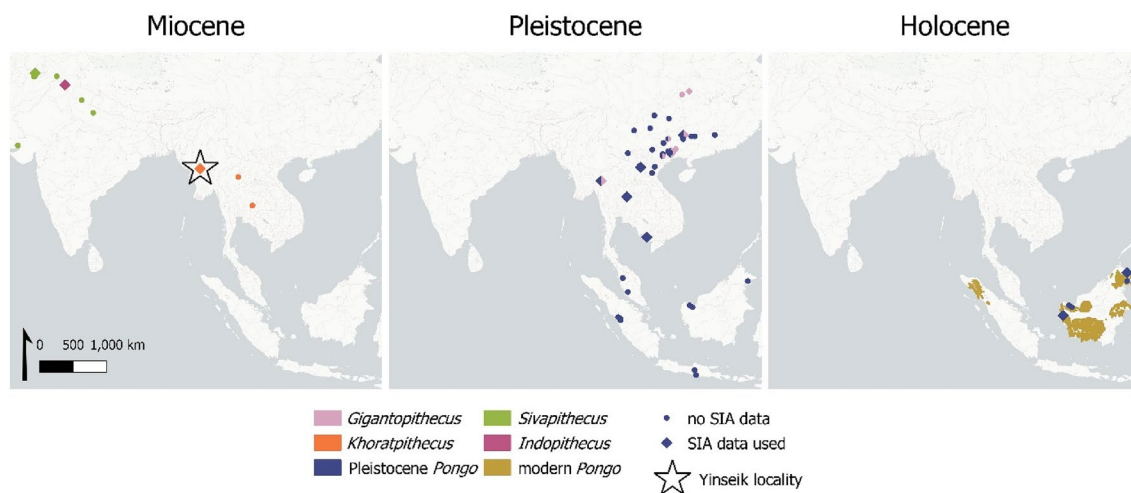 Miocene Pleistocene Holocene
0 500 1,000 km
Gigantopithecus Sivapithecus no SIA data
Khoratpithecus Indopithecus SIA data used
Pleistocene Pongo modern Pongo Yinseik locality